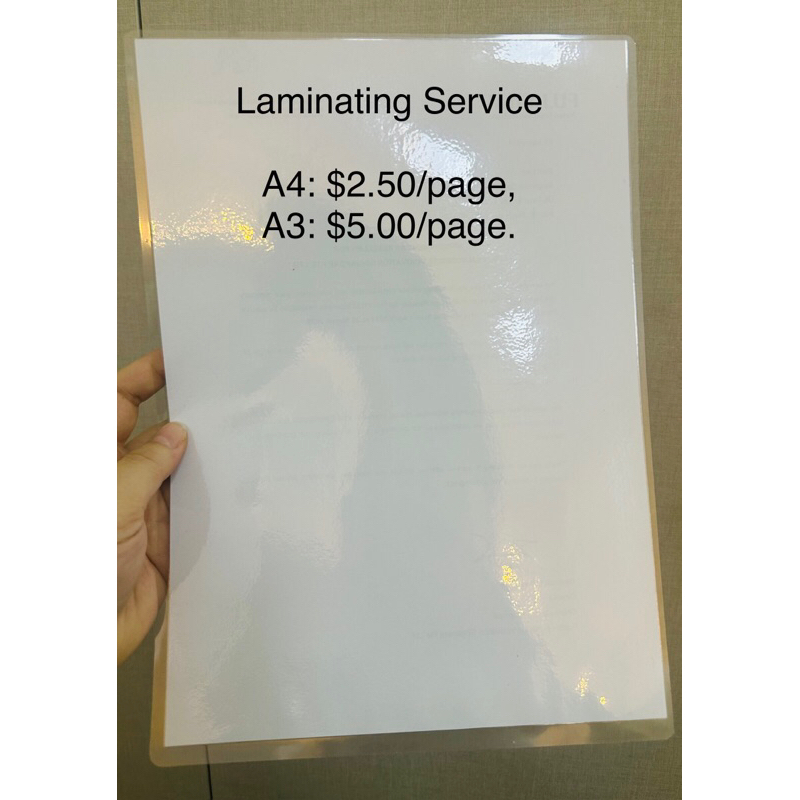 Laminating Service
A4: $2.50/page,
A3: $5.00/page.